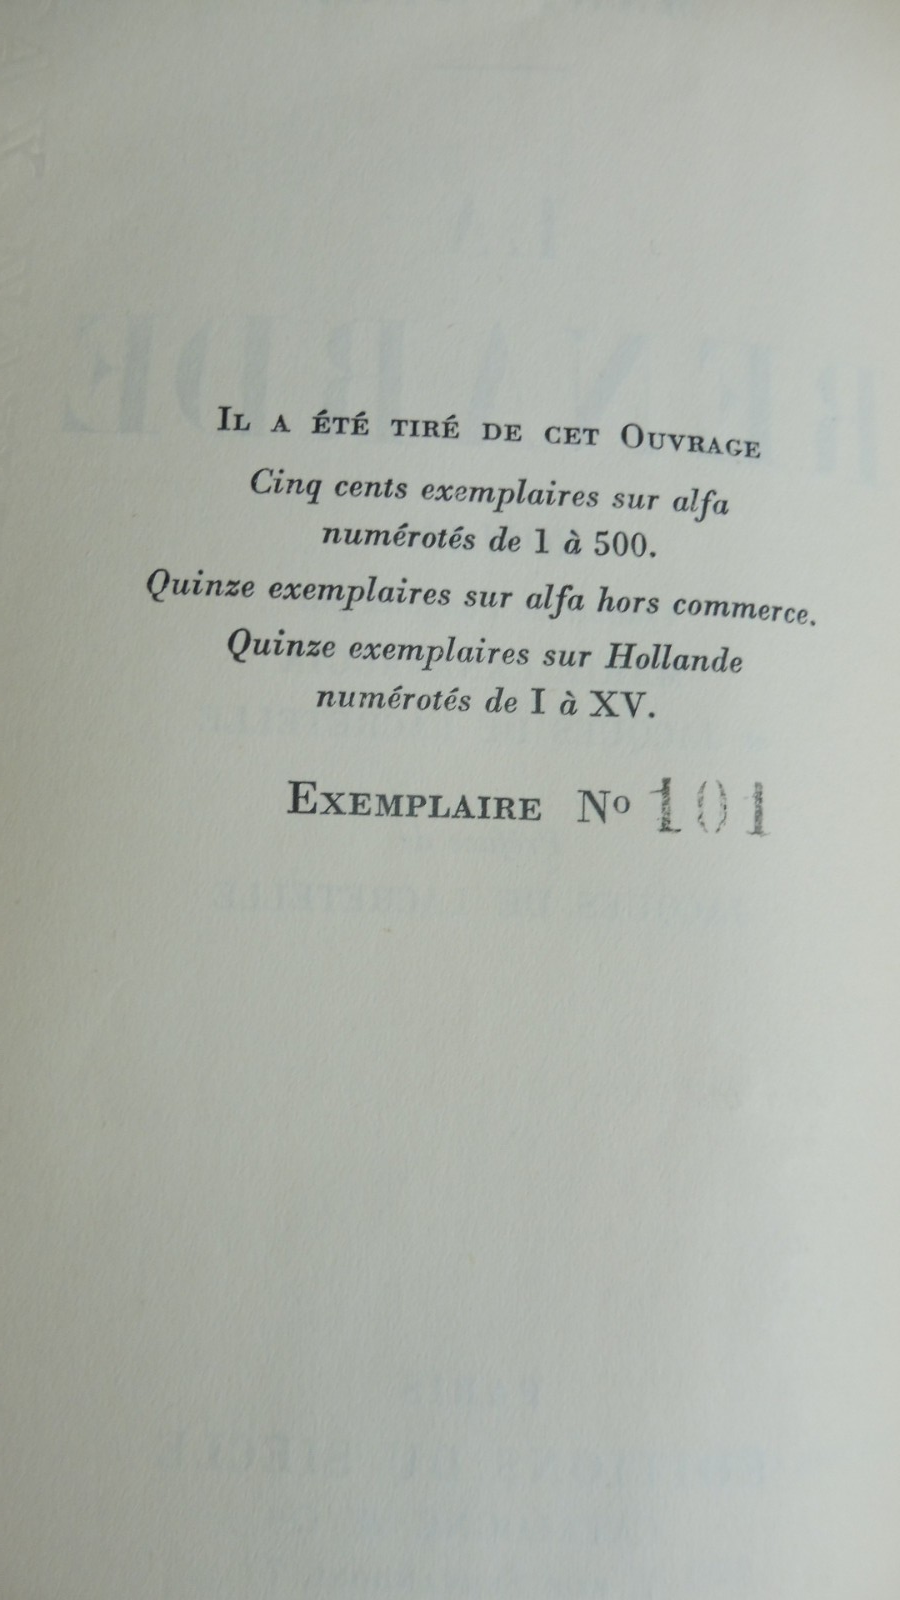 IL A ÉTÉ TIRÉ DE CET OUVRAGE
Cinq cents exemplaires sur alfa
numérotés de 1 à 500.
Quinze exemplaires sur alfa hors commerce.
Quinze exemplaires sur Hollande
numérotés de I à XV.
EXEMPLAIRE Nº 101